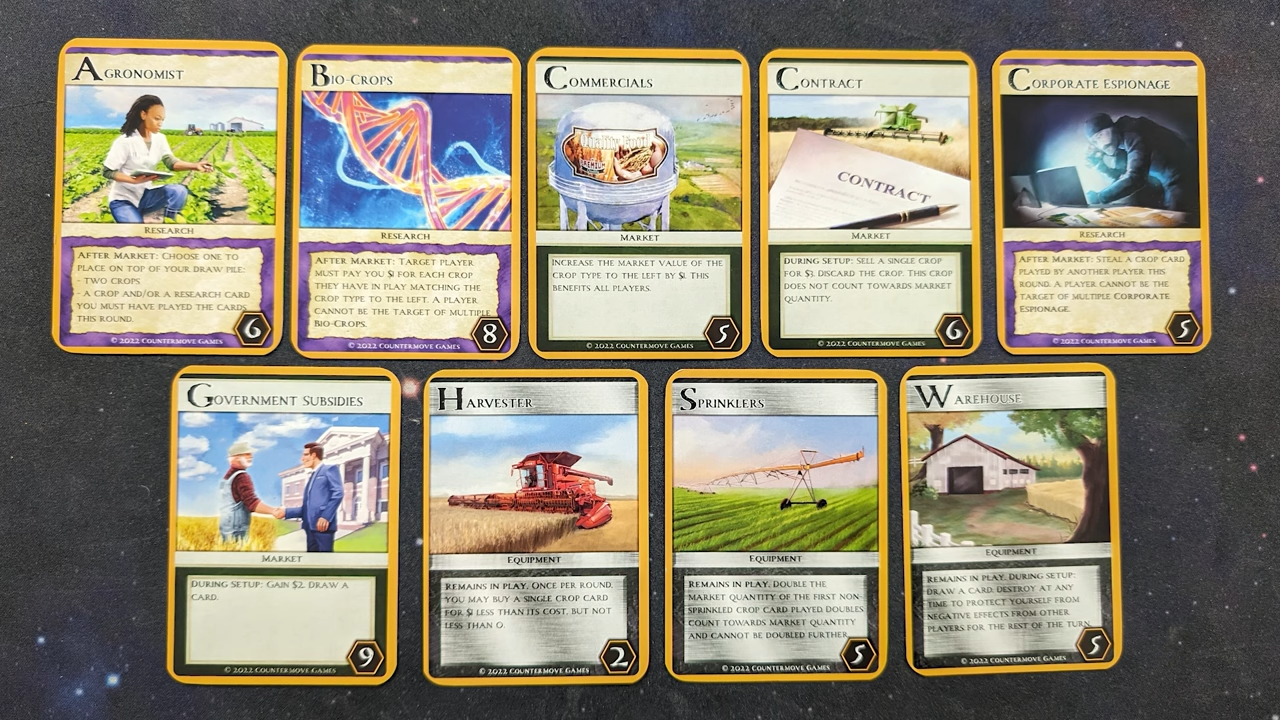 Agronomist
Research
After Market: Choose one to
place on top of your draw pile:
- Two crops
- A crop and/or a research card
you must have played the cards
this round.
6
© 2022 Countermove Games
Bio-Crops
Research
After Market: Target player
must pay you $1 for each crop
they have in play matching the
crop type to the left. A player
cannot be the target of multiple
Bio-Crops.
8
© 2022 Countermove Games
Commercials
Quality Food
Market
Increase the market value of the
crop type to the left by $1. This
benefits all players.
5
© 2022 Countermove Games
Contract
CONTRACT
Market
During setup: Sell a single crop
for $3. Discard the crop. This crop
does not count towards market
quantity.
6
© 2022 Countermove Games
Corporate Espionage
Research
After Market: Steal a crop card
played by another player this
round. A player cannot be the
target of multiple Corporate
Espionage.
5
© 2022 Countermove Games
Government Subsidies
Market
During setup: Gain $2. Draw a
card.
9
© 2022 Countermove Games
Harvester
Equipment
Remains in play. Once per round,
you may buy a single crop card
for $1 less than its cost, but not
less than 0.
2
© 2022 Countermove Games
Sprinklers
Equipment
Remains in play. Double the
market quantity of the first non-
sprinkled crop card played. Doubles
count towards market quantity
and cannot be doubled further.
5
© 2022 Countermove Games
Warehouse
Equipment
Remains in play. During setup:
Draw a card. Destroy at any
time to protect yourself from
negative effects from other
players for the rest of the turn.
5
© 2022 Countermove Games